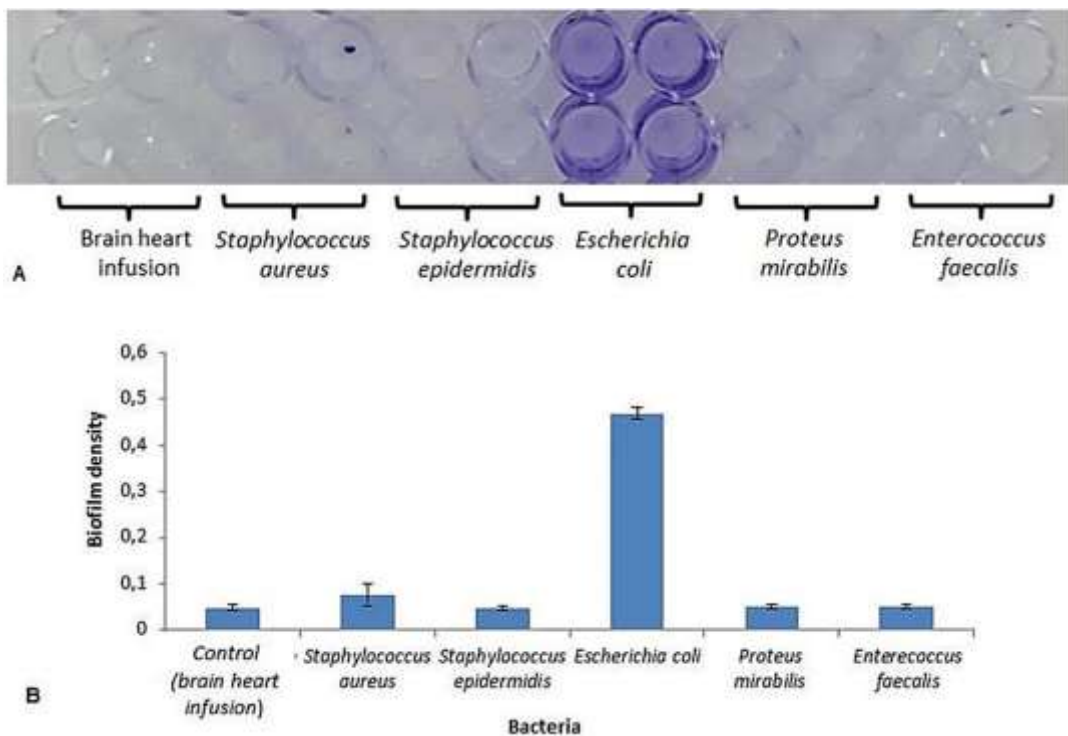 Brain heart
infusion
Staphylococcus
aureus
Staphylococcus
epidermidis
Escherichia
coli
Proteus
mirabilis
Enterococcus
faecalis
A
0,6
0,5
0,4
0,3
0,2
0,1
0
Biofilm density
Control
(brain heart
infusion)
Staphylococcus
aureus
Staphylococcus
epidermidis
Escherichia coli
Proteus
mirabilis
Enterecoccus
faecalis
B
Bacteria